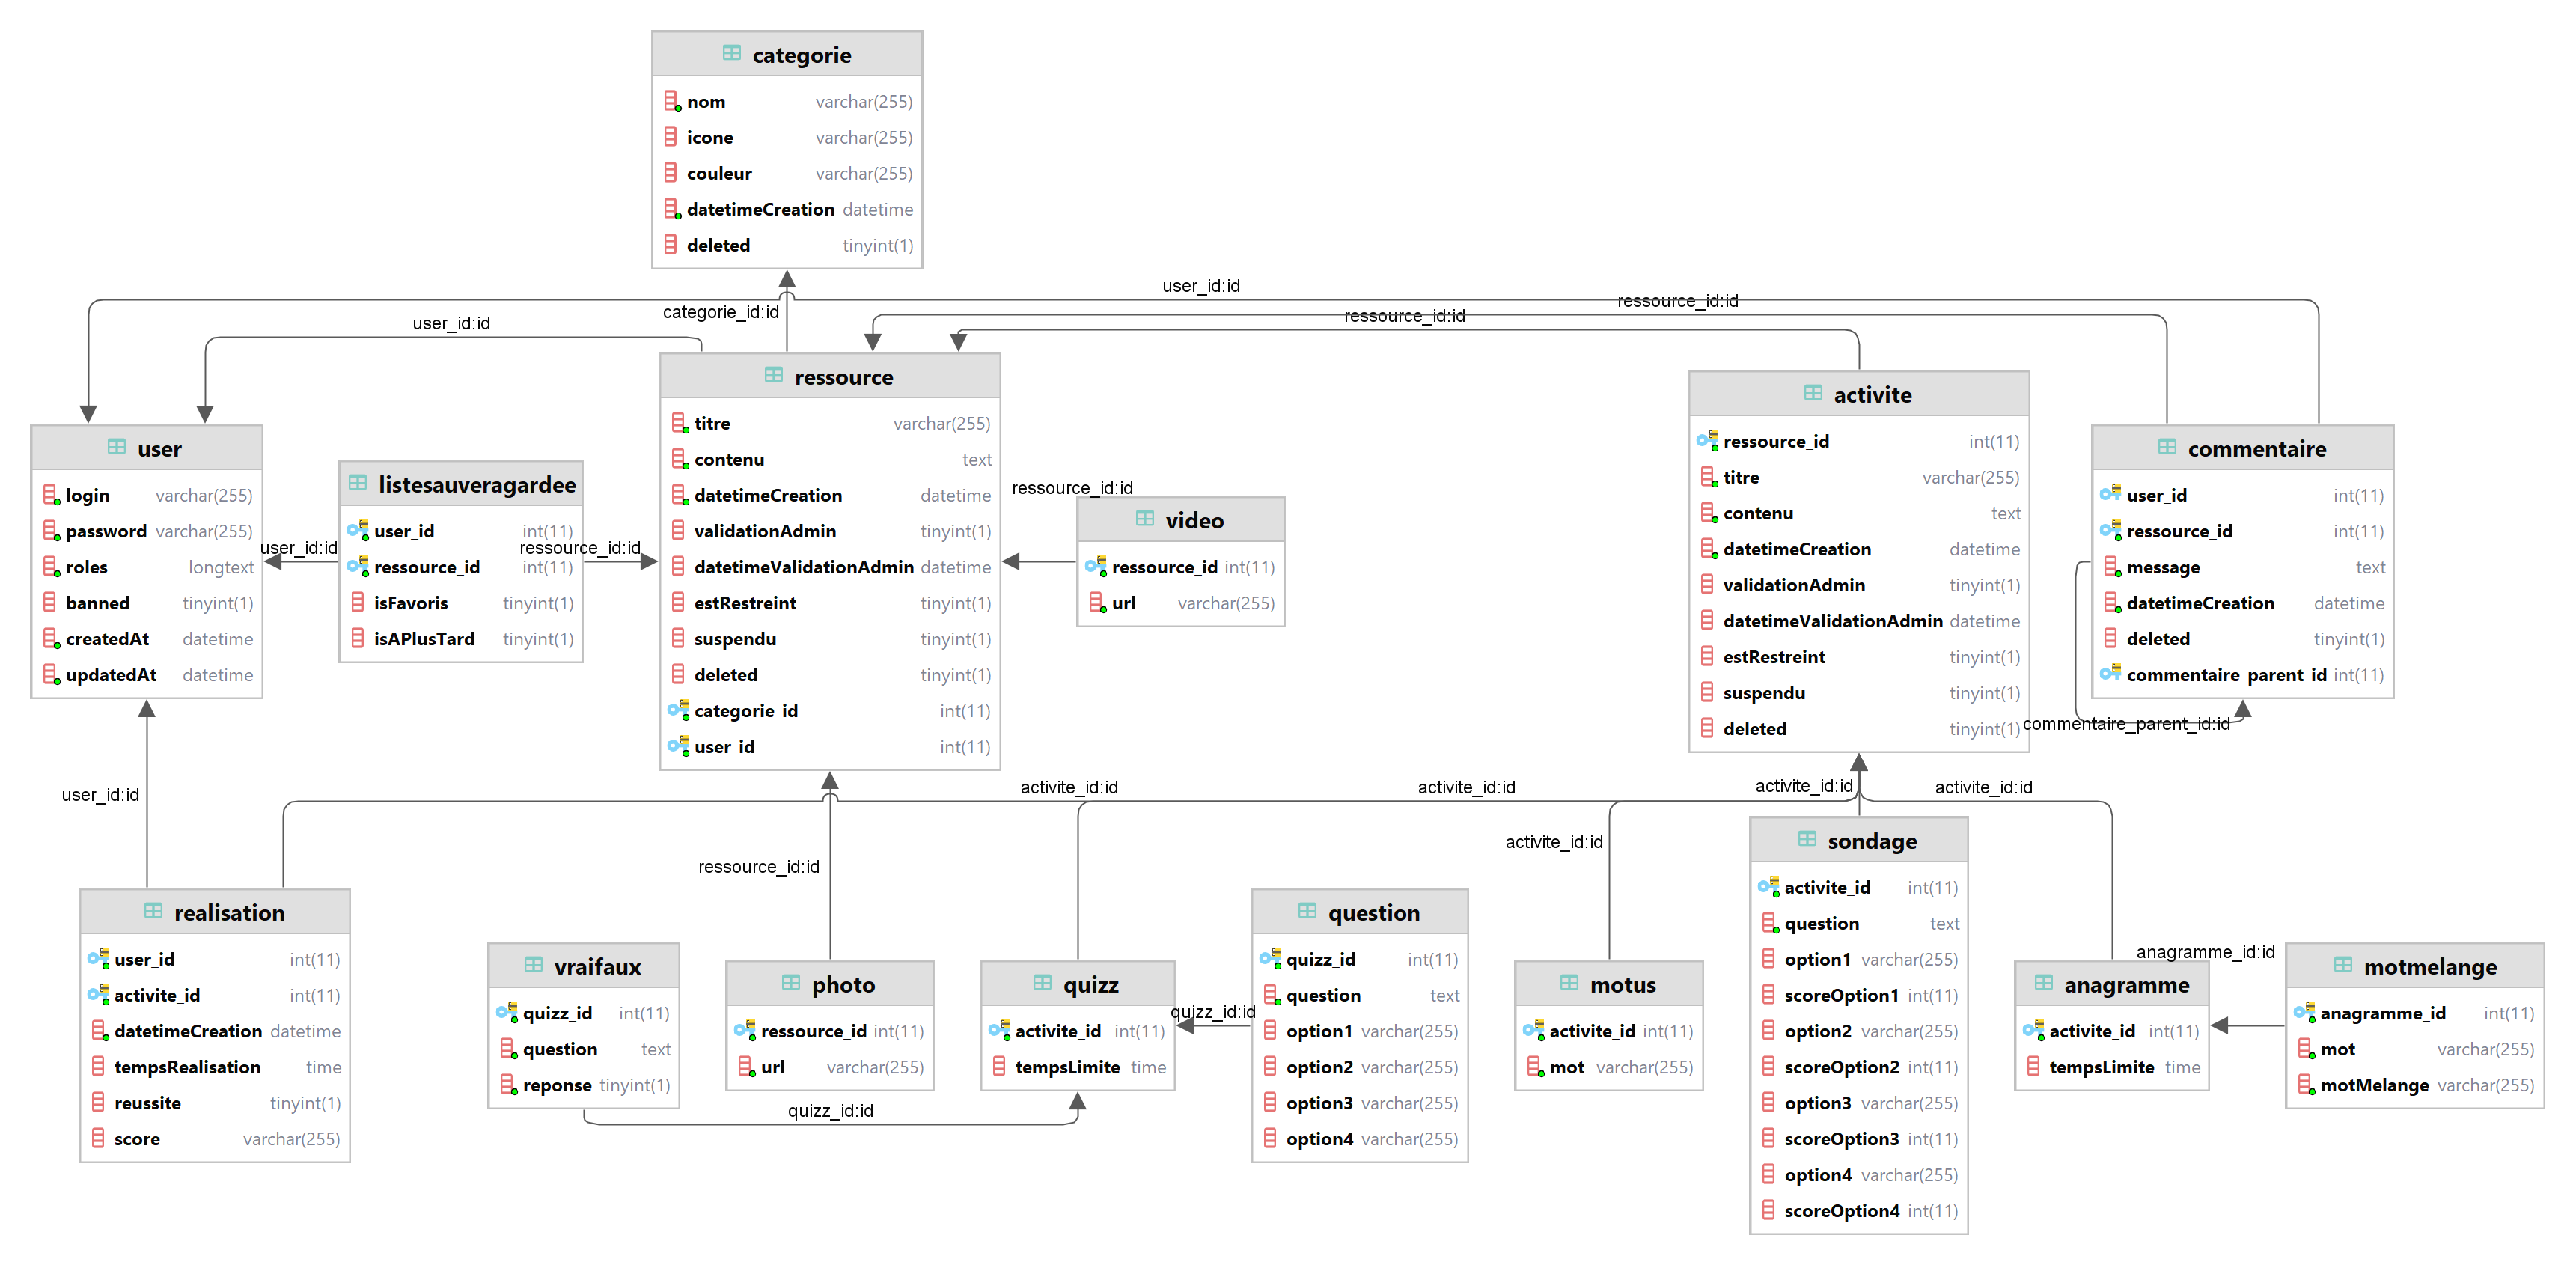 categorie
nom varchar(255)
icone varchar(255)
couleur varchar(255)
datetimeCreation datetime
deleted tinyint(1)
user_id:id
ressource_id:id
categorie_id:id
ressource_id:id
user_id:id
ressource
titre varchar(255)
contenu text
datetimeCreation datetime
validationAdmin tinyint(1)
datetimeValidationAdmin datetime
estRestreint tinyint(1)
suspendu tinyint(1)
deleted tinyint(1)
categorie_id int(11)
user_id int(11)
activite
ressource_id int(11)
titre varchar(255)
contenu text
datetimeCreation datetime
validationAdmin tinyint(1)
datetimeValidationAdmin datetime
estRestreint tinyint(1)
suspendu tinyint(1)
deleted tinyint(1)
user
login varchar(255)
password varchar(255)
roles longtext
banned tinyint(1)
createdAt datetime
updatedAt datetime
user_id:id
listesauveragardee
user_id int(11)
ressource_id int(11)
isFavoris tinyint(1)
isAPlusTard tinyint(1)
ressource_id:id
ressource_id:id
video
ressource_id int(11)
url varchar(255)
commentaire
user_id int(11)
ressource_id int(11)
message text
datetimeCreation datetime
deleted tinyint(1)
commentaire_parent_id int(11)
commentaire_parent_id:id
user_id:id
activite_id:id
activite_id:id
activite_id:id
activite_id:id
ressource_id:id
activite_id:id
realisation
user_id int(11)
activite_id int(11)
datetimeCreation datetime
tempsRealisation time
reussite tinyint(1)
score varchar(255)
vraifaux
quizz_id int(11)
question text
reponse tinyint(1)
quizz_id:id
photo
ressource_id int(11)
url varchar(255)
quizz
activite_id int(11)
tempsLimite time
quizz_id:id
question
quizz_id int(11)
question text
option1 varchar(255)
option2 varchar(255)
option3 varchar(255)
option4 varchar(255)
motus
activite_id int(11)
mot varchar(255)
sondage
activite_id int(11)
question text
option1 varchar(255)
scoreOption1 int(11)
option2 varchar(255)
scoreOption2 int(11)
option3 varchar(255)
scoreOption3 int(11)
option4 varchar(255)
scoreOption4 int(11)
anagramme
activite_id int(11)
tempsLimite time
anagramme_id:id
motmelange
anagramme_id int(11)
mot varchar(255)
motMelange varchar(255)